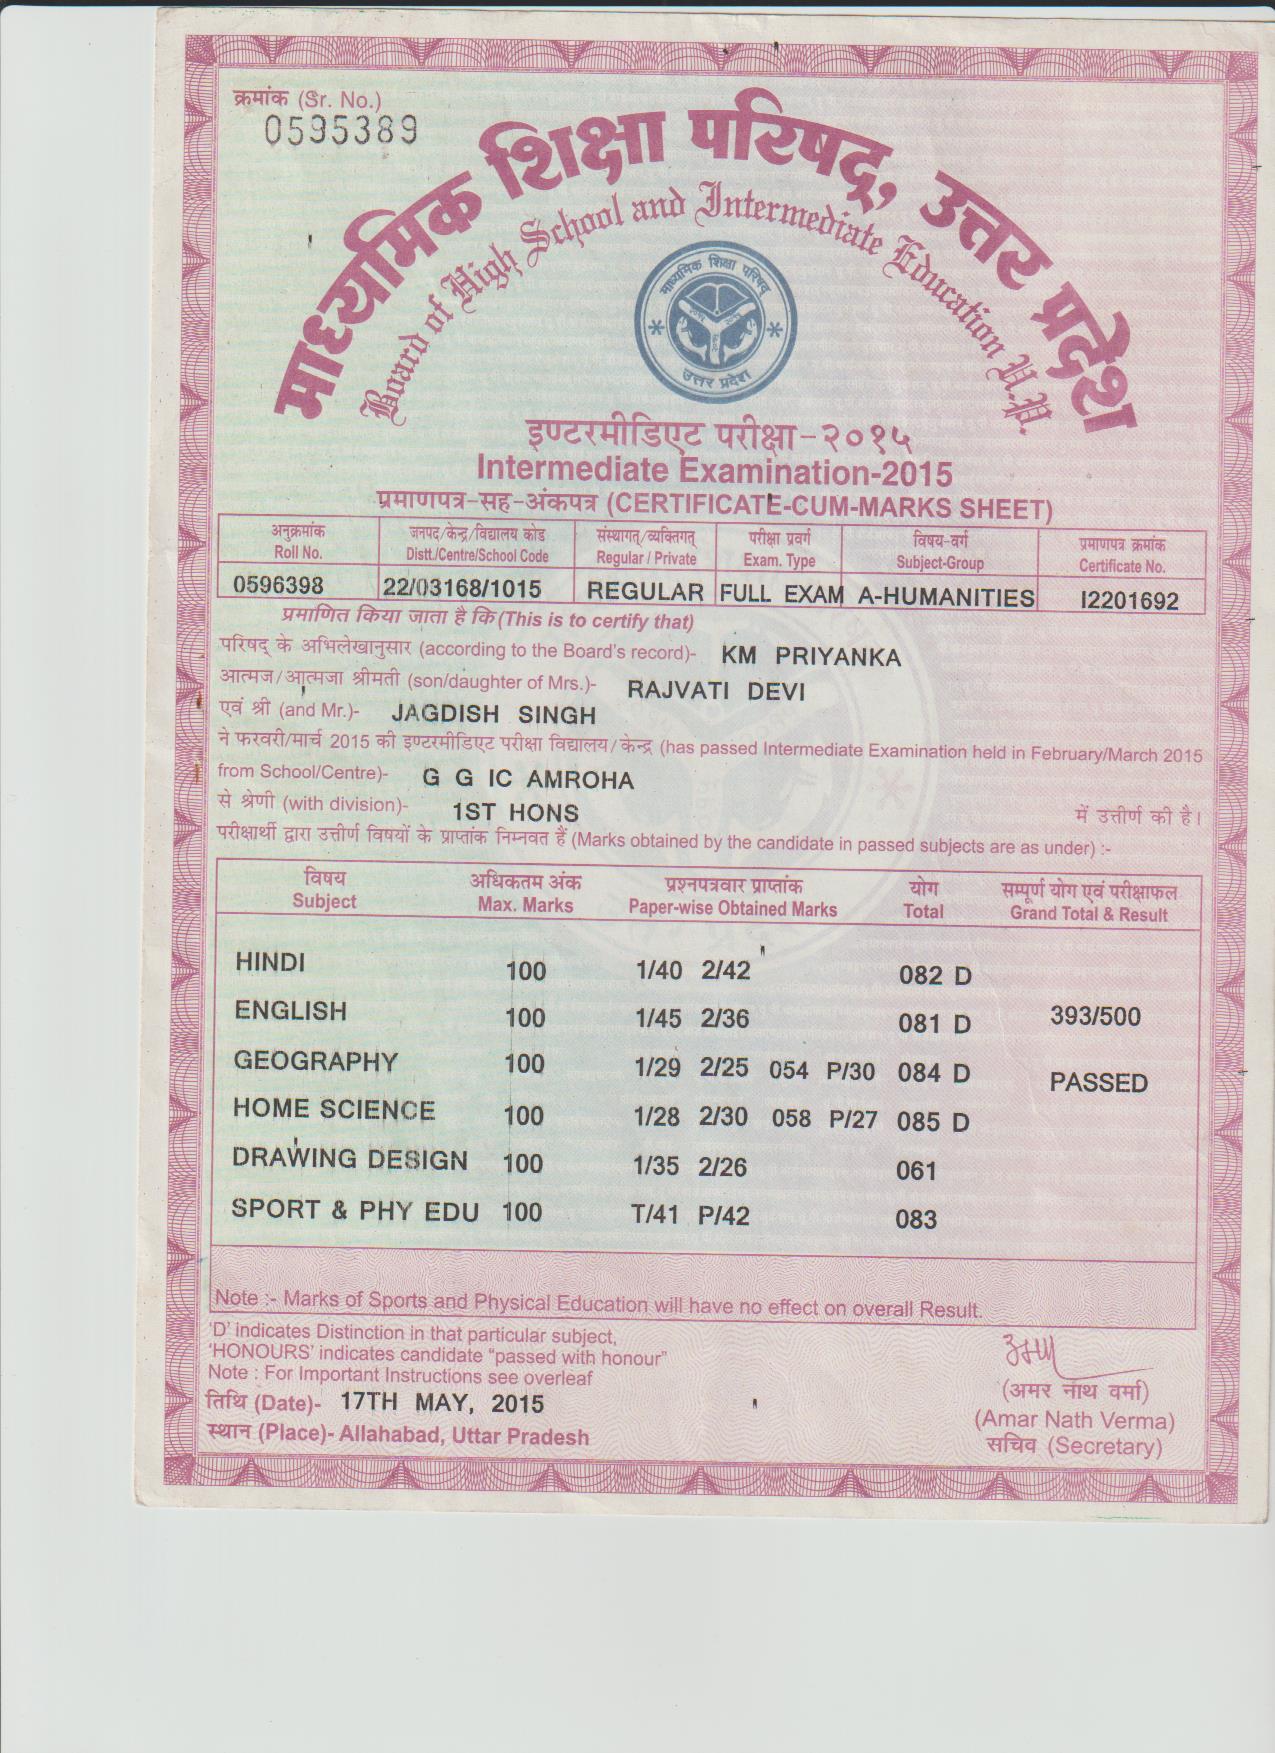 क्रमांक (Sr. No.)
0595389
माध्यमिक शिक्षा परिषद्, उत्तर प्रदेश
Board of High School and Intermediate Education U.P.
माध्यमिक शिक्षा परिषद्
उत्तर प्रदेश
इण्टरमीडिएट परीक्षा-२०१५
Intermediate Examination-2015
प्रमाणपत्र-सह-अंकपत्र (CERTIFICATE-CUM-MARKS SHEET)
अनुक्रमांक जनपद/केन्द्र/विद्यालय कोड संस्थागत्/व्यक्तिगत् परीक्षा प्रवर्ग विषय-वर्ग प्रमाणपत्र क्रमांक
Roll No. Distt./Centre/School Code Regular / Private Exam. Type Subject-Group Certificate No.
0596398 22/03168/1015 REGULAR FULL EXAM A-HUMANITIES I2201692
प्रमाणित किया जाता है कि (This is to certify that)
परिषद् के अभिलेखानुसार (according to the Board's record)- KM PRIYANKA
आत्मज/आत्मजा श्रीमती (son/daughter of Mrs.)- RAJVATI DEVI
एवं श्री (and Mr.)- JAGDISH SINGH
ने फरवरी/मार्च 2015 की इण्टरमीडिएट परीक्षा विद्यालय/केन्द्र (has passed Intermediate Examination held in February/March 2015
from School/Centre)- G G IC AMROHA
से श्रेणी (with division)- 1ST HONS में उत्तीर्ण की है।
परीक्षार्थी द्वारा उत्तीर्ण विषयों के प्राप्तांक निम्नवत हैं (Marks obtained by the candidate in passed subjects are as under) :-
विषय अधिकतम अंक प्रश्नपत्रवार प्राप्तांक योग सम्पूर्ण योग एवं परीक्षाफल
Subject Max. Marks Paper-wise Obtained Marks Total Grand Total & Result
HINDI 100 1/40 2/42 082 D
ENGLISH 100 1/45 2/36 081 D 393/500
GEOGRAPHY 100 1/29 2/25 054 P/30 084 D PASSED
HOME SCIENCE 100 1/28 2/30 058 P/27 085 D
DRAWING DESIGN 100 1/35 2/26 061
SPORT & PHY EDU 100 T/41 P/42 083
Note :- Marks of Sports and Physical Education will have no effect on overall Result.
'D' indicates Distinction in that particular subject,
'HONOURS' indicates candidate "passed with honour"
Note : For Important Instructions see overleaf
तिथि (Date)- 17TH MAY, 2015
स्थान (Place)- Allahabad, Uttar Pradesh
(अमर नाथ वर्मा)
(Amar Nath Verma)
सचिव (Secretary)